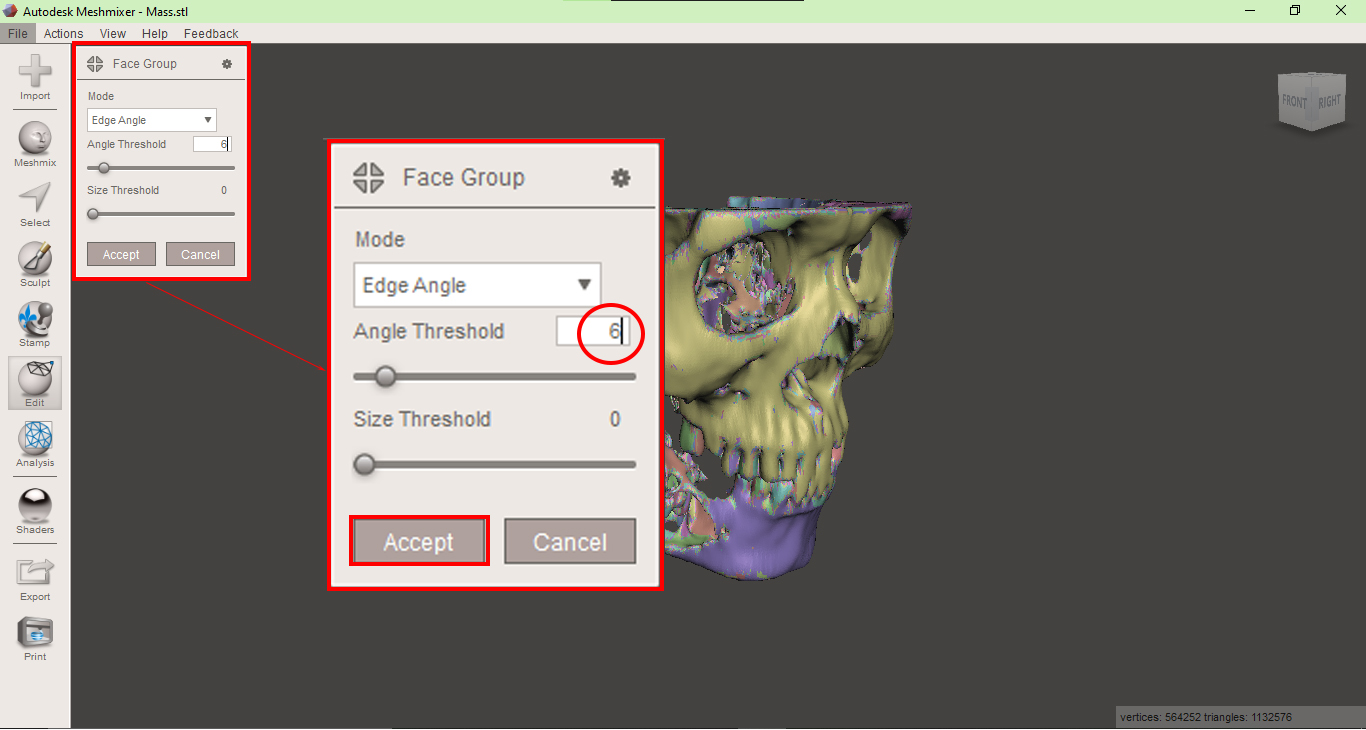 Autodesk Meshmixer - Mass.stl
File Actions View Help Feedback
Import
Meshmix
Select
Sculpt
Stamp
Edit
Analysis
Shaders
Export
Print
Face Group
Mode
Edge Angle
Angle Threshold 6
Size Threshold 0
Accept Cancel
Face Group
Mode
Edge Angle
Angle Threshold 6
Size Threshold 0
Accept Cancel
FRONT RIGHT
vertices: 564252 triangles: 1132576